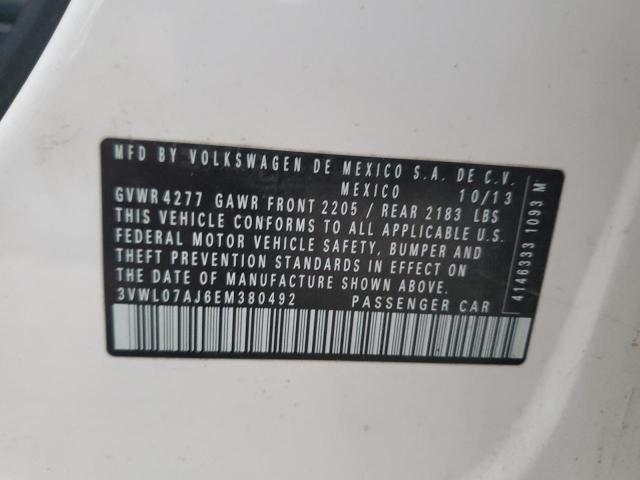 MFD BY VOLKSWAGEN DE MEXICO S.A. DE C.V.
MEXICO 10/13
GVWR 4277 GAWR FRONT 2205 / REAR 2183 LBS
THIS VEHICLE CONFORMS TO ALL APPLICABLE U.S.
FEDERAL MOTOR VEHICLE SAFETY, BUMPER AND
THEFT PREVENTION STANDARDS IN EFFECT ON
THE DATE OF MANUFACTURE SHOWN ABOVE.
3VWL07AJ6EM380492 PASSENGER CAR
4146333 1093 M